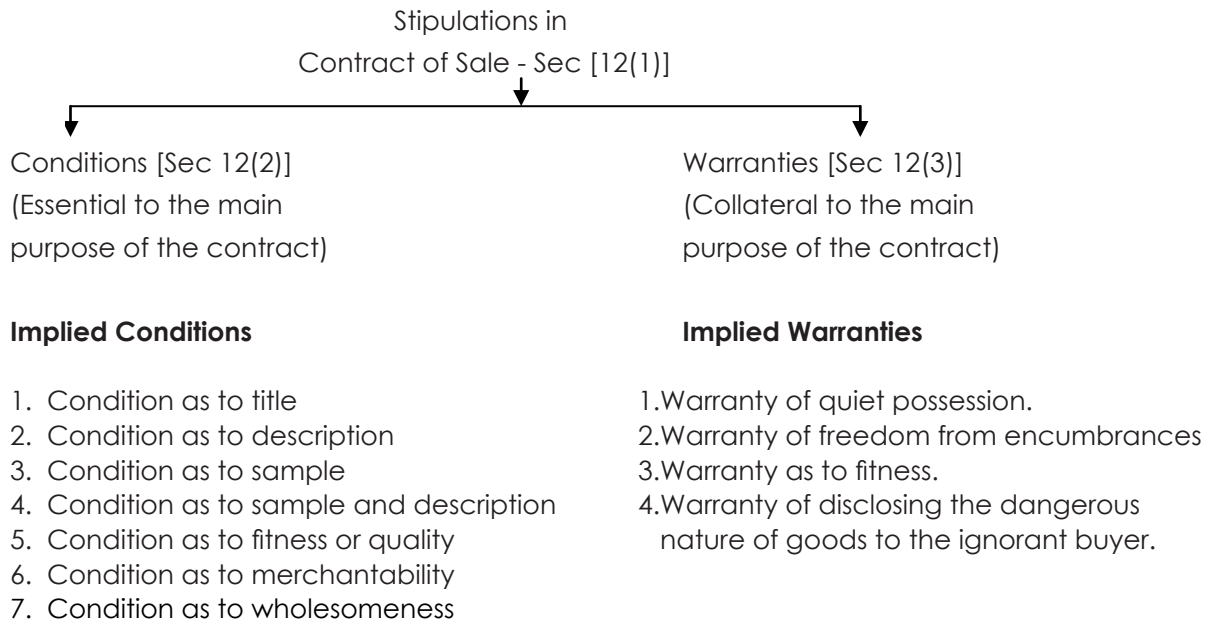 Stipulations in
Contract of Sale - Sec [12(1)]
Conditions [Sec 12(2)]
(Essential to the main
purpose of the contract)
Warranties [Sec 12(3)]
(Collateral to the main
purpose of the contract)
Implied Conditions
1. Condition as to title
2. Condition as to description
3. Condition as to sample
4. Condition as to sample and description
5. Condition as to fitness or quality
6. Condition as to merchantability
7. Condition as to wholesomeness
Implied Warranties
1.Warranty of quiet possession.
2.Warranty of freedom from encumbrances
3.Warranty as to fitness.
4.Warranty of disclosing the dangerous
nature of goods to the ignorant buyer.